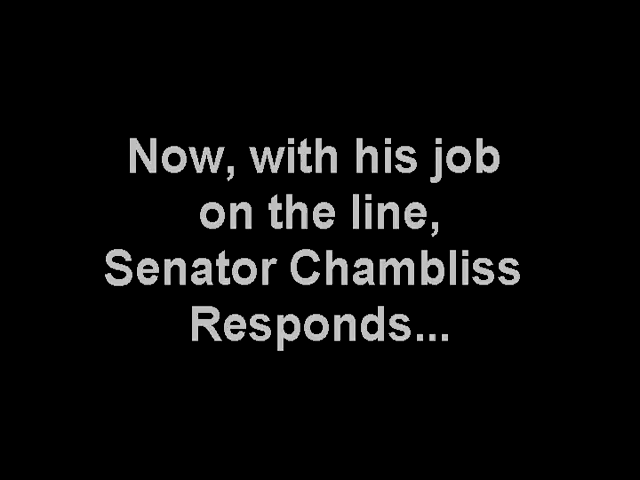 Now, with his job
on the line,
Senator Chambliss
Responds...